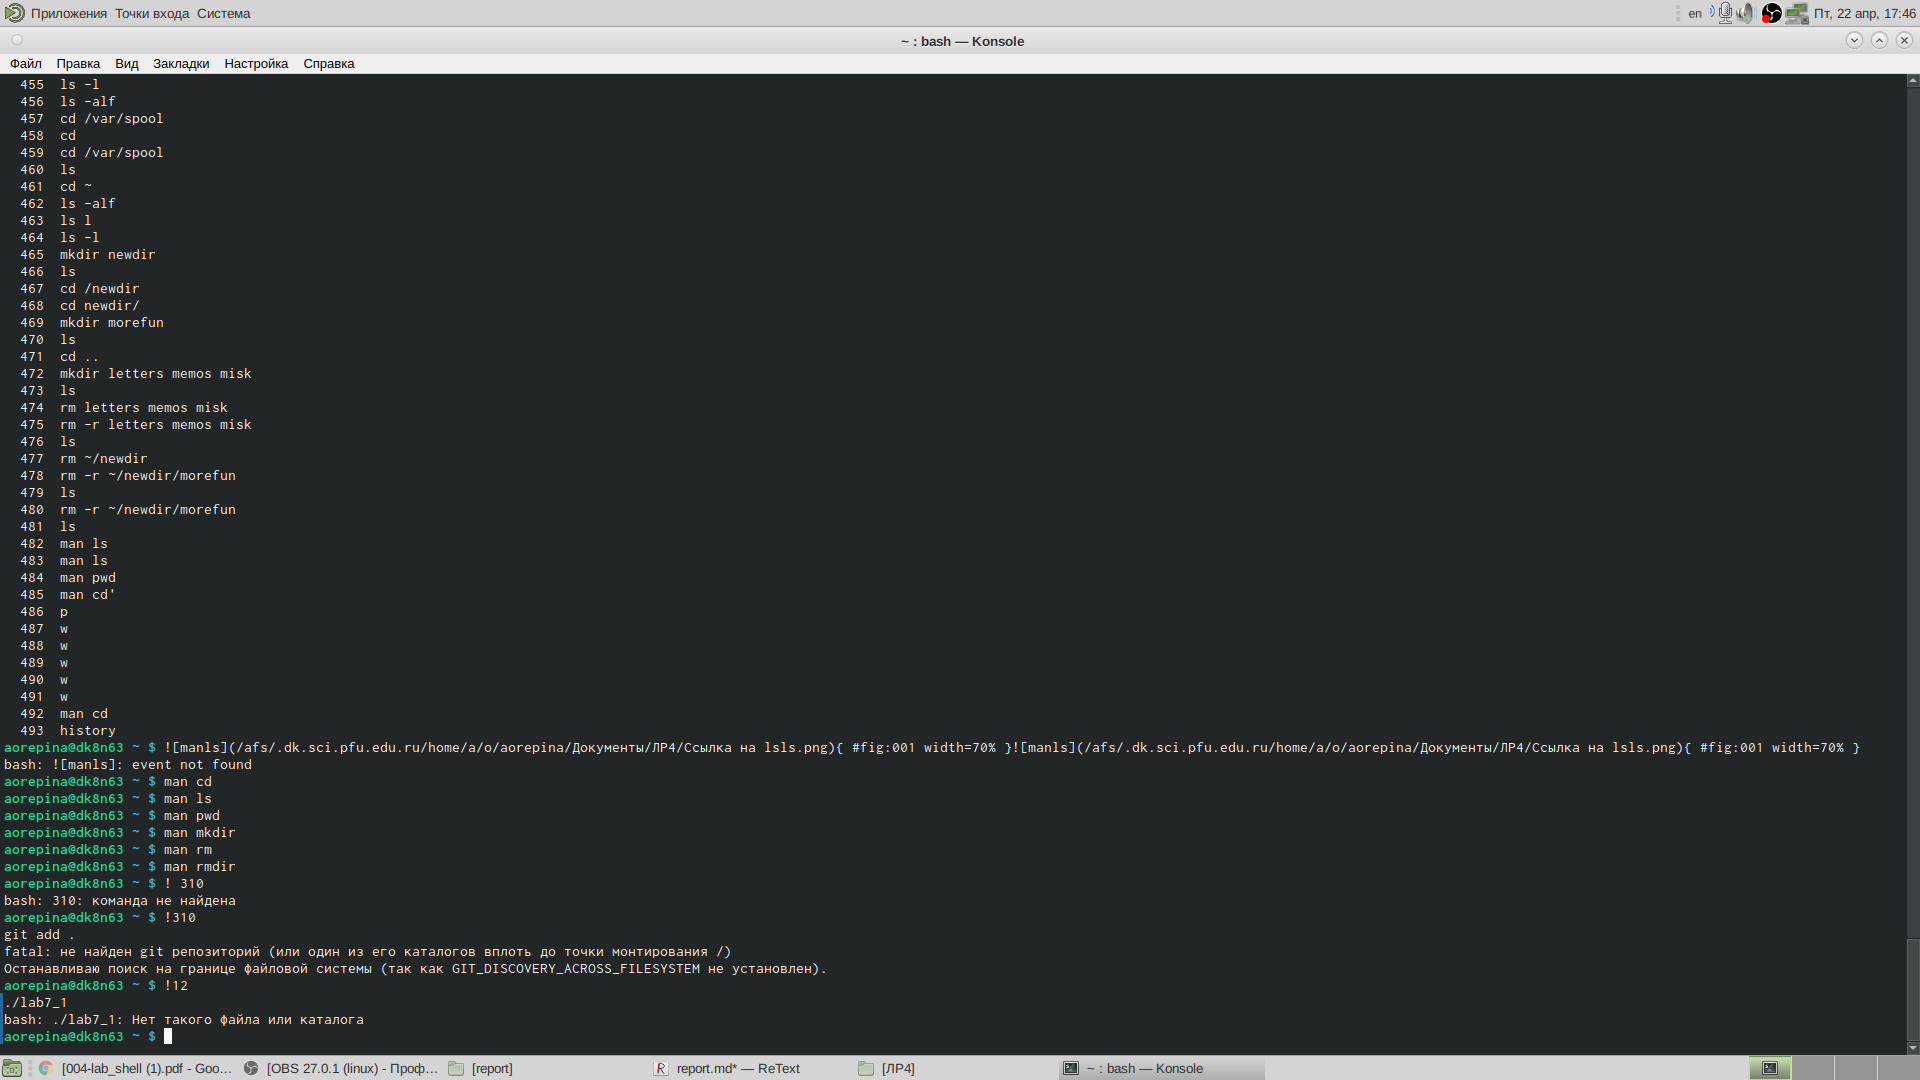 Приложения Точки входа Система
en
Пт, 22 апр, 17:46
~ : bash — Konsole
Файл Правка Вид Закладки Настройка Справка
455 ls -l
456 ls -alf
457 cd /var/spool
458 cd
459 cd /var/spool
460 ls
461 cd ~
462 ls -alf
463 ls l
464 ls -l
465 mkdir newdir
466 ls
467 cd /newdir
468 cd newdir/
469 mkdir morefun
470 ls
471 cd ..
472 mkdir letters memos misk
473 ls
474 rm letters memos misk
475 rm -r letters memos misk
476 ls
477 rm ~/newdir
478 rm -r ~/newdir/morefun
479 ls
480 rm -r ~/newdir/morefun
481 ls
482 man ls
483 man ls
484 man pwd
485 man cd'
486 p
487 w
488 w
489 w
490 w
491 w
492 man cd
493 history
aorepina@dk8n63 ~ $ ![manls](/afs/.dk.sci.pfu.edu.ru/home/a/o/aorepina/Документы/ЛР4/Ссылка на lsls.png){ #fig:001 width=70% }![manls](/afs/.dk.sci.pfu.edu.ru/home/a/o/aorepina/Документы/ЛР4/Ссылка на lsls.png){ #fig:001 width=70% }
bash: ![manls]: event not found
aorepina@dk8n63 ~ $ man cd
aorepina@dk8n63 ~ $ man ls
aorepina@dk8n63 ~ $ man pwd
aorepina@dk8n63 ~ $ man mkdir
aorepina@dk8n63 ~ $ man rm
aorepina@dk8n63 ~ $ man rmdir
aorepina@dk8n63 ~ $ ! 310
bash: 310: команда не найдена
aorepina@dk8n63 ~ $ !310
git add .
fatal: не найден git репозиторий (или один из его каталогов вплоть до точки монтирования /)
Останавливаю поиск на границе файловой системы (так как GIT_DISCOVERY_ACROSS_FILESYSTEM не установлен).
aorepina@dk8n63 ~ $ !12
./lab7_1
bash: ./lab7_1: Нет такого файла или каталога
aorepina@dk8n63 ~ $
[004-lab_shell (1).pdf - Goo... [OBS 27.0.1 (linux) - Проф... [report] report.md* — ReText [ЛР4] ~ : bash — Konsole